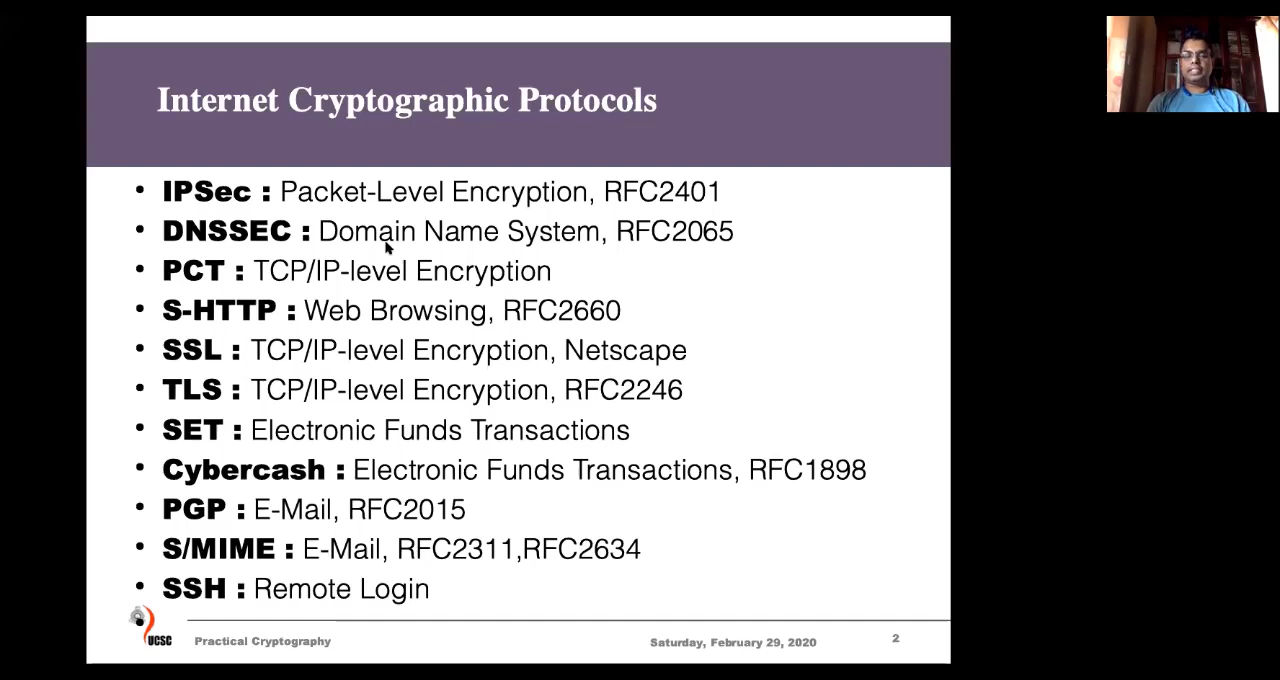 Internet Cryptographic Protocols
• IPSec : Packet-Level Encryption, RFC2401
• DNSSEC : Domain Name System, RFC2065
• PCT : TCP/IP-level Encryption
• S-HTTP : Web Browsing, RFC2660
• SSL : TCP/IP-level Encryption, Netscape
• TLS : TCP/IP-level Encryption, RFC2246
• SET : Electronic Funds Transactions
• Cybercash : Electronic Funds Transactions, RFC1898
• PGP : E-Mail, RFC2015
• S/MIME : E-Mail, RFC2311,RFC2634
• SSH : Remote Login
UCSC
Practical Cryptography
Saturday, February 29, 2020
2